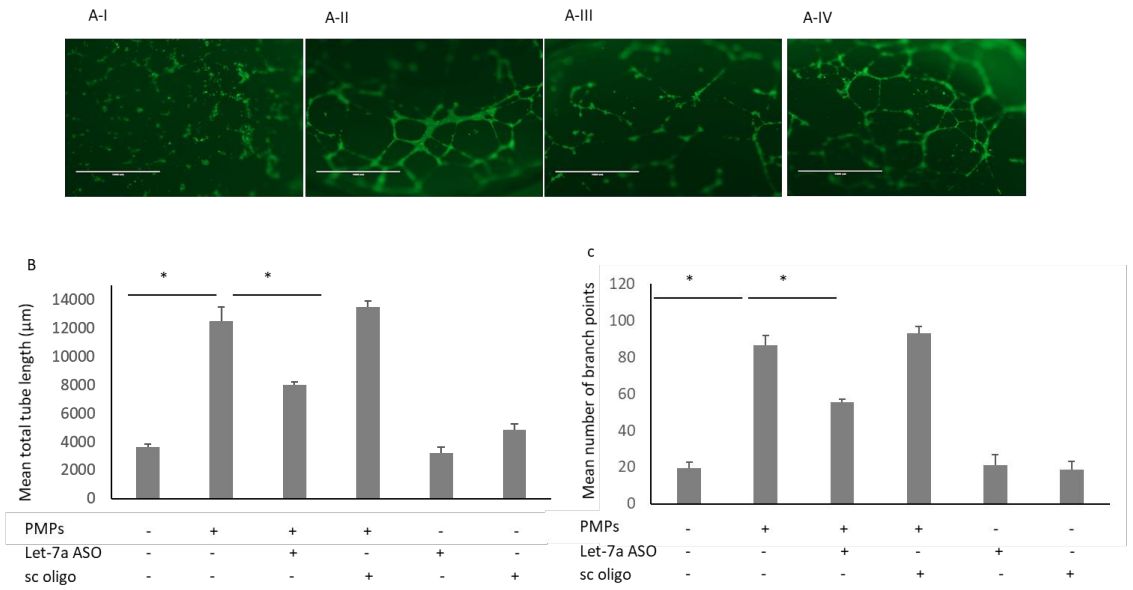 A-I
A-II
A-III
A-IV
B
*
*
Mean total tube length (µm)
14000
12000
10000
8000
6000
4000
2000
0
PMPs - + + + - -
Let-7a ASO - - + - + -
sc oligo - - - + - +
c
*
*
Mean number of branch points
120
100
80
60
40
20
0
PMPs - + + + - -
Let-7a ASO - - + - + -
sc oligo - - - + - +